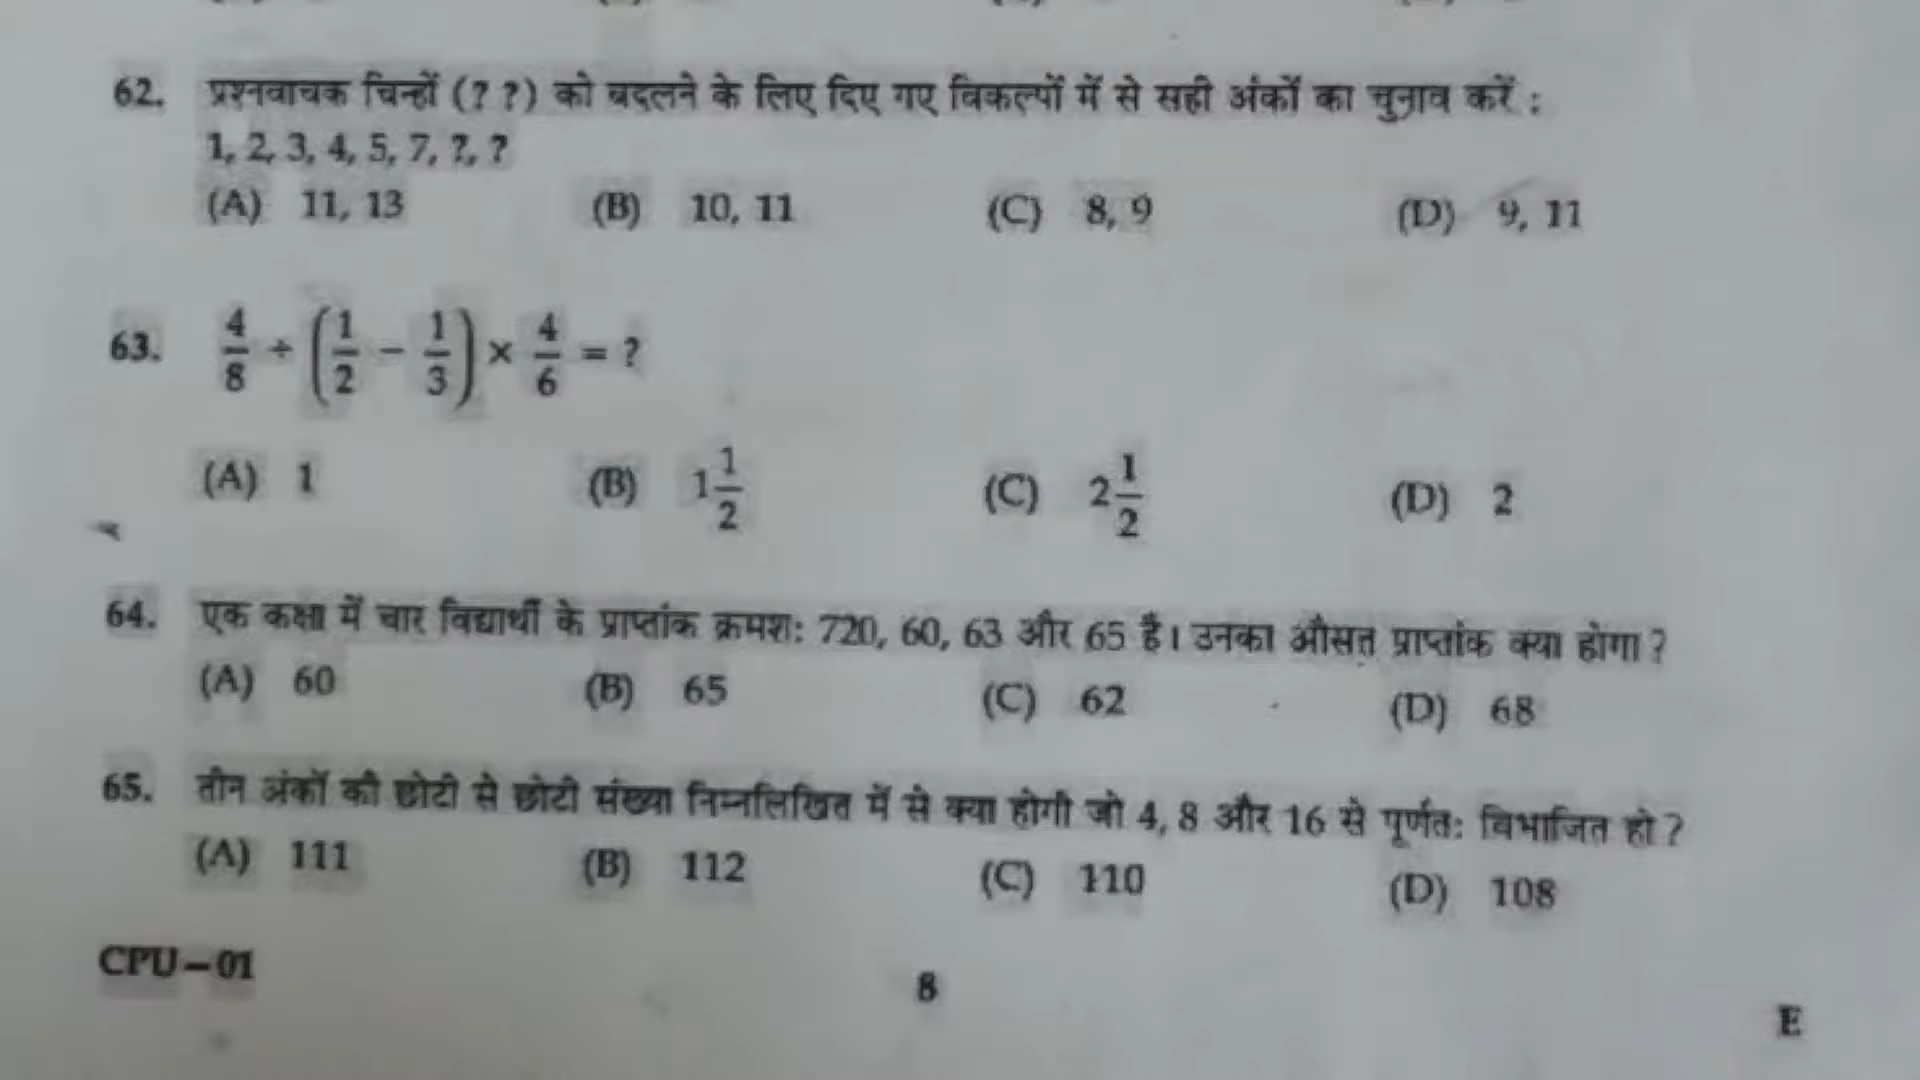 62. प्रश्नवाचक चिन्हों (? ?) को बदलने के लिए दिए गए विकल्पों में से सही अंकों का चुनाव करें :
1, 2, 3, 4, 5, 7, ?, ?
(A) 11, 13 (B) 10, 11 (C) 8, 9 (D) 9, 11
63. 4/8 ÷ (1/2 − 1/3) × 4/6 = ?
(A) 1 (B) 1 1/2 (C) 2 1/2 (D) 2
64. एक कक्षा में चार विद्यार्थी के प्राप्तांक क्रमशः 720, 60, 63 और 65 है। उनका औसत प्राप्तांक क्या होगा ?
(A) 60 (B) 65 (C) 62 (D) 68
65. तीन अंकों की छोटी से छोटी संख्या निम्नलिखित में से क्या होगी जो 4, 8 और 16 से पूर्णतः विभाजित हो ?
(A) 111 (B) 112 (C) 110 (D) 108
CPU-01
8
E